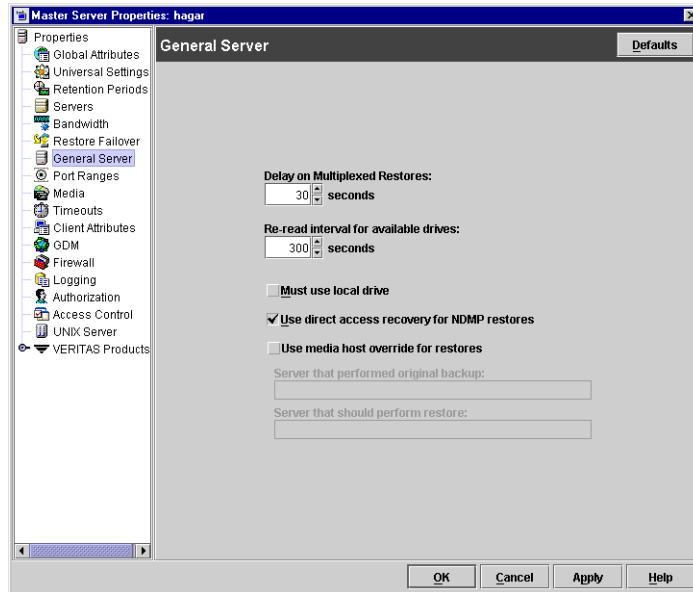 Master Server Properties: hagar
Properties
Global Attributes
Universal Settings
Retention Periods
Servers
Bandwidth
Restore Failover
General Server
Port Ranges
Media
Timeouts
Client Attributes
GDM
Firewall
Logging
Authorization
Access Control
UNIX Server
VERITAS Products
General Server
Defaults
Delay on Multiplexed Restores:
30 seconds
Re-read interval for available drives:
300 seconds
Must use local drive
Use direct access recovery for NDMP restores
Use media host override for restores
Server that performed original backup:
Server that should perform restore:
OK Cancel Apply Help